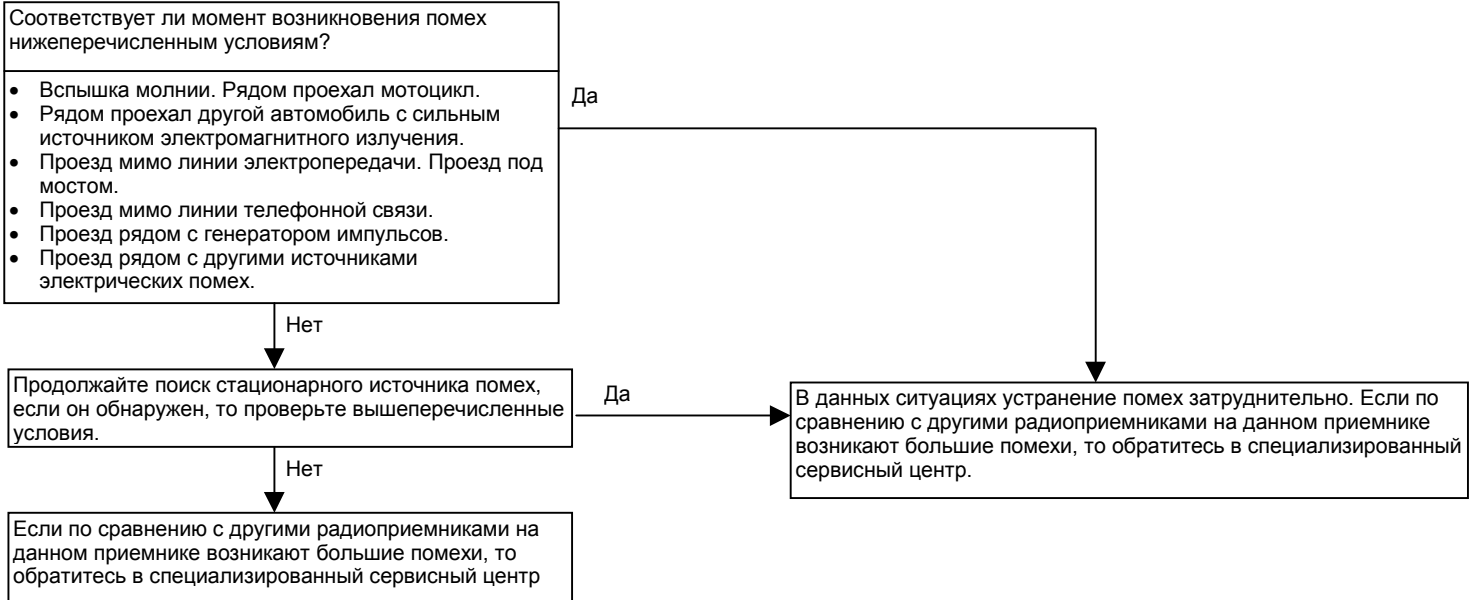 Соответствует ли момент возникновения помех
нижеперечисленным условиям?
• Вспышка молнии. Рядом проехал мотоцикл.
• Рядом проехал другой автомобиль с сильным
источником электромагнитного излучения.
• Проезд мимо линии электропередачи. Проезд под
мостом.
• Проезд мимо линии телефонной связи.
• Проезд рядом с генератором импульсов.
• Проезд рядом с другими источниками
электрических помех.
Да
Нет
Продолжайте поиск стационарного источника помех,
если он обнаружен, то проверьте вышеперечисленные
условия.
Да
В данных ситуациях устранение помех затруднительно. Если по
сравнению с другими радиоприемниками на данном приемнике
возникают большие помехи, то обратитесь в специализированный
сервисный центр.
Нет
Если по сравнению с другими радиоприемниками на
данном приемнике возникают большие помехи, то
обратитесь в специализированный сервисный центр